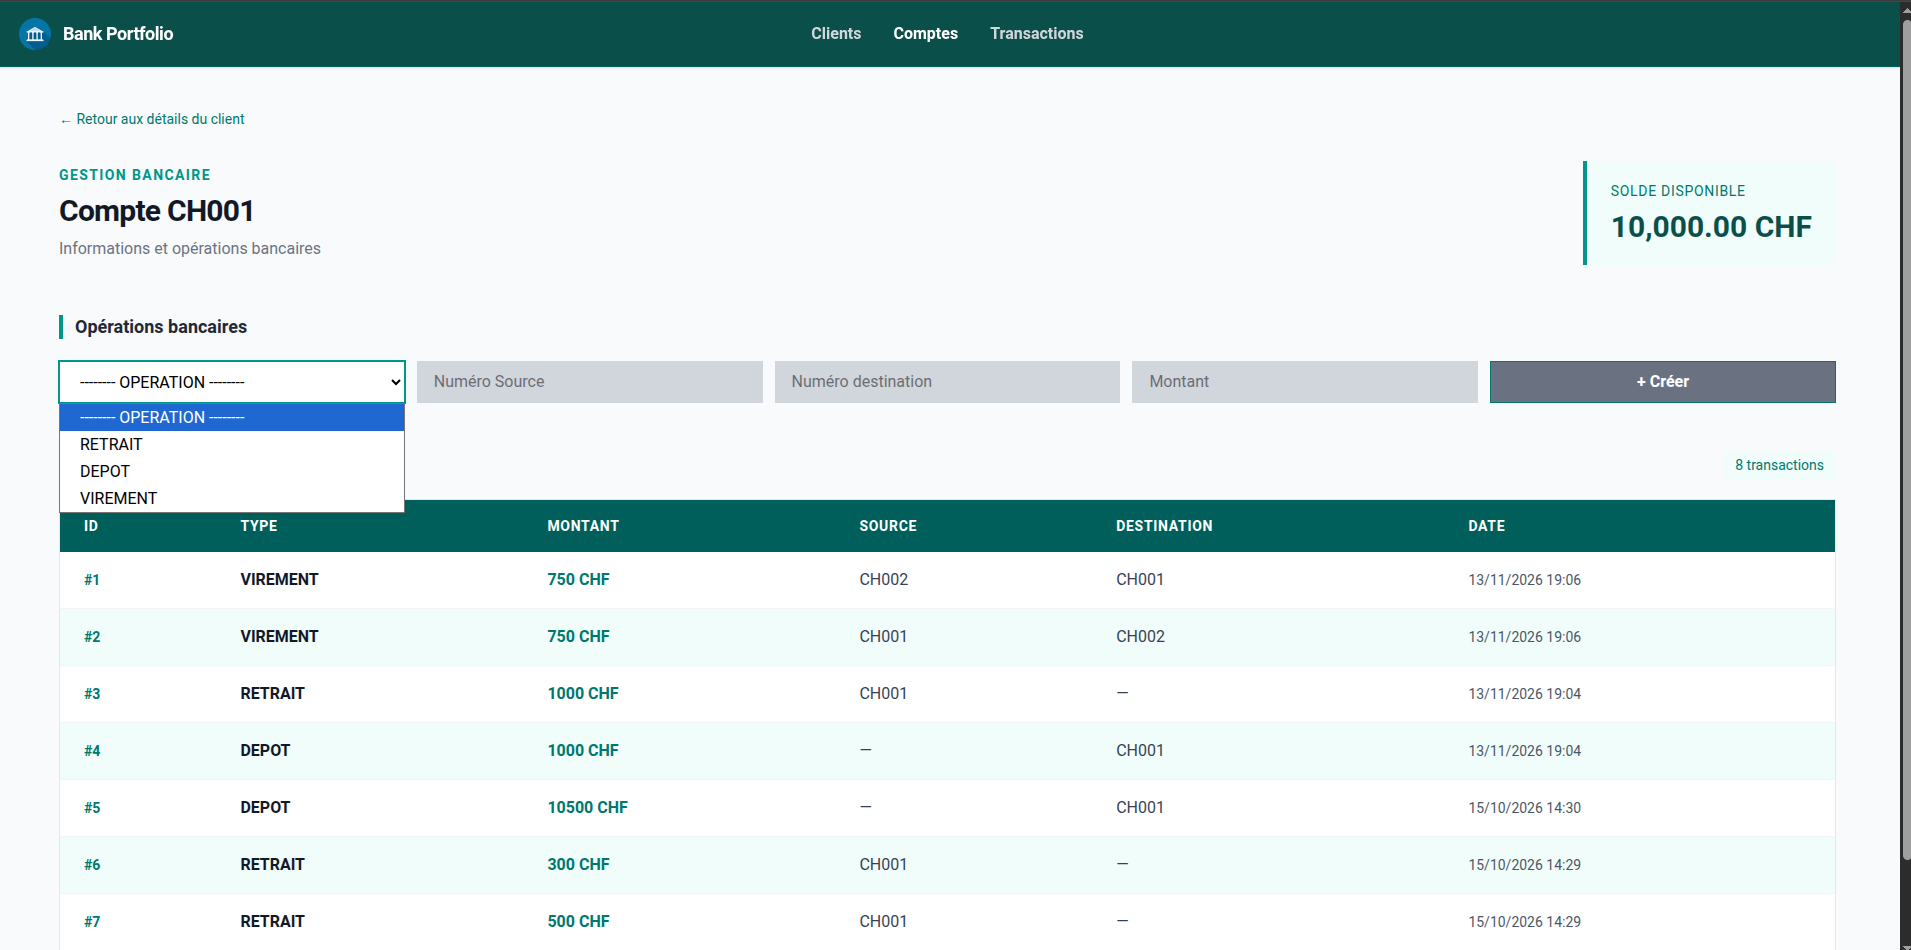 Bank Portfolio
Clients Comptes Transactions
← Retour aux détails du client
GESTION BANCAIRE
Compte CH001
Informations et opérations bancaires
SOLDE DISPONIBLE
10,000.00 CHF
Opérations bancaires
-------- OPERATION -------- Numéro Source Numéro destination Montant + Créer
-------- OPERATION --------
RETRAIT
DEPOT
VIREMENT
8 transactions
ID TYPE MONTANT SOURCE DESTINATION DATE
#1 VIREMENT 750 CHF CH002 CH001 13/11/2026 19:06
#2 VIREMENT 750 CHF CH001 CH002 13/11/2026 19:06
#3 RETRAIT 1000 CHF CH001 — 13/11/2026 19:04
#4 DEPOT 1000 CHF — CH001 13/11/2026 19:04
#5 DEPOT 10500 CHF — CH001 15/10/2026 14:30
#6 RETRAIT 300 CHF CH001 — 15/10/2026 14:29
#7 RETRAIT 500 CHF CH001 — 15/10/2026 14:29